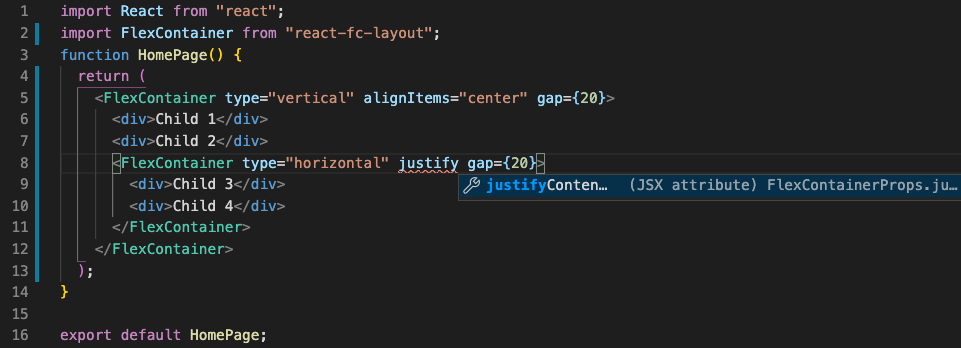 1 import React from "react";
2 import FlexContainer from "react-fc-layout";
3 function HomePage() {
4 return (
5 <FlexContainer type="vertical" alignItems="center" gap={20}>
6 <div>Child 1</div>
7 <div>Child 2</div>
8 <FlexContainer type="horizontal" justify gap={20}>
justifyConten… (JSX attribute) FlexContainerProps.ju…
9 <div>Child 3</div>
10 <div>Child 4</div>
11 </FlexContainer>
12 </FlexContainer>
13 );
14 }
15
16 export default HomePage;